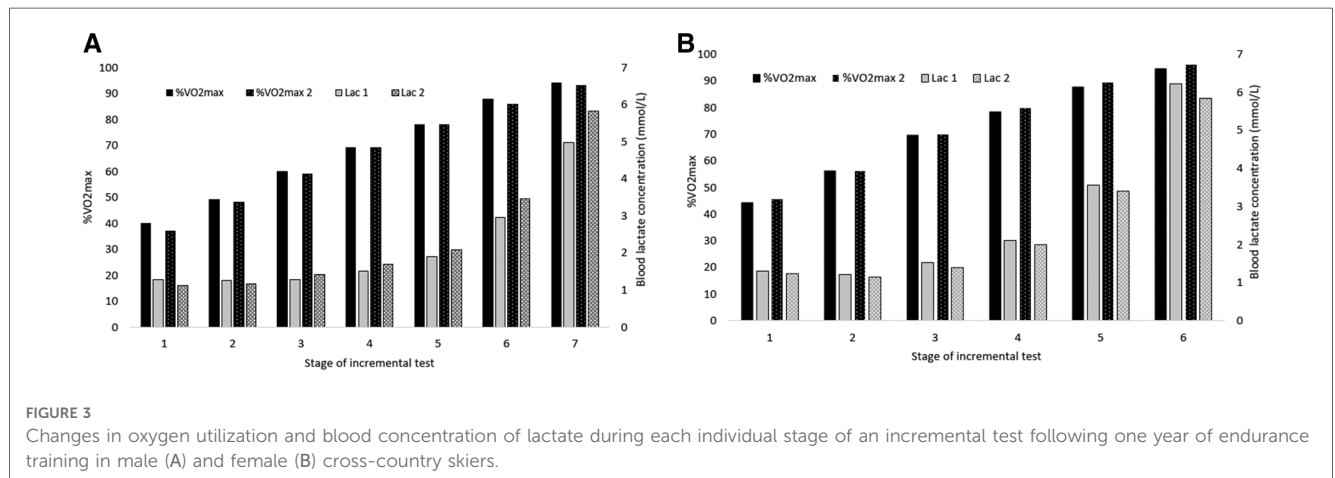 A
B
100
90
80
70
60
50
40
30
20
10
0
%VO2max
%VO2max
%VO2max 2
Lac 1
Lac 2
7
6
5
4
3
2
1
0
Blood lactate concentration (mmol/L)
1 2 3 4 5 6 7
Stage of incremental test
100
90
80
70
60
50
40
30
20
10
0
%VO2max
%VO2max
%VO2max 2
Lac 1
Lac 2
7
6
5
4
3
2
1
0
Blood lactate concentration (mmol/L)
1 2 3 4 5 6
Stage of incremental test
FIGURE 3
Changes in oxygen utilization and blood concentration of lactate during each individual stage of an incremental test following one year of endurance
training in male (A) and female (B) cross-country skiers.